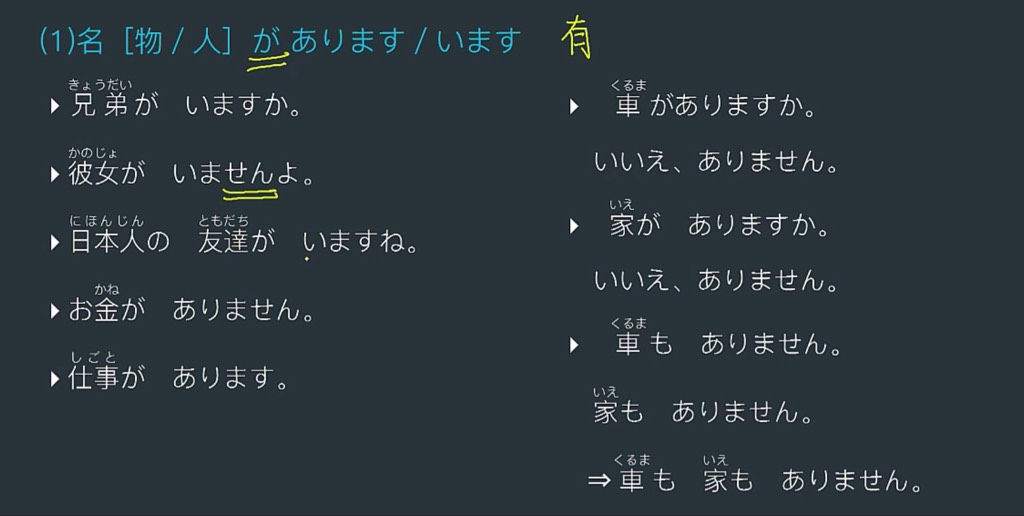 (1)名［物 / 人］が あります / います 有
きょうだい
兄弟が　いますか。
かのじょ
彼女が　いませんよ。
にほんじん　ともだち
日本人の　友達が　いますね。
かね
お金が　ありません。
しごと
仕事が　あります。
くるま
車がありますか。
いいえ、ありません。
いえ
家が　ありますか。
いいえ、ありません。
くるま
車も　ありません。
いえ
家も　ありません。
くるま　いえ
⇒車も　家も　ありません。